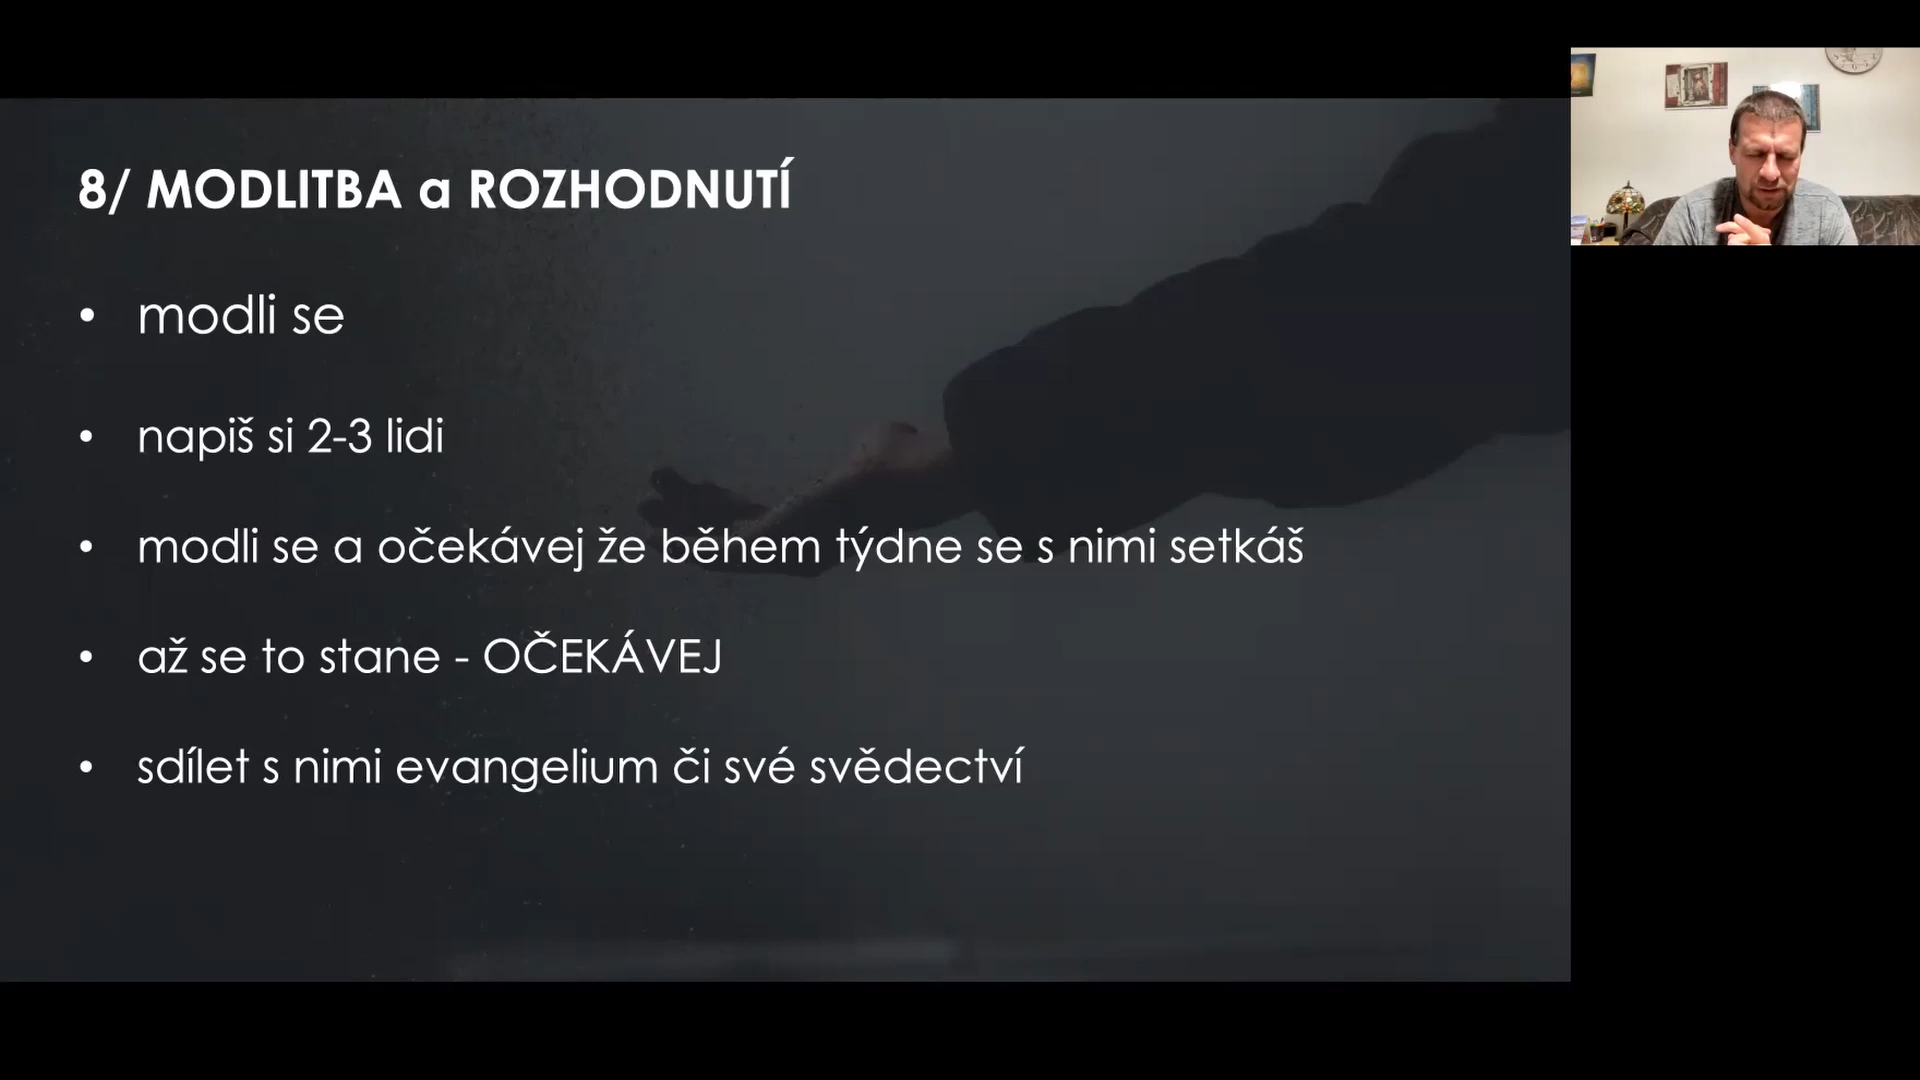 8/ MODLITBA a ROZHODNUTÍ
• modli se
• napiš si 2-3 lidi
• modli se a očekávej že během týdne se s nimi setkáš
• až se to stane - OČEKÁVEJ
• sdílet s nimi evangelium či své svědectví